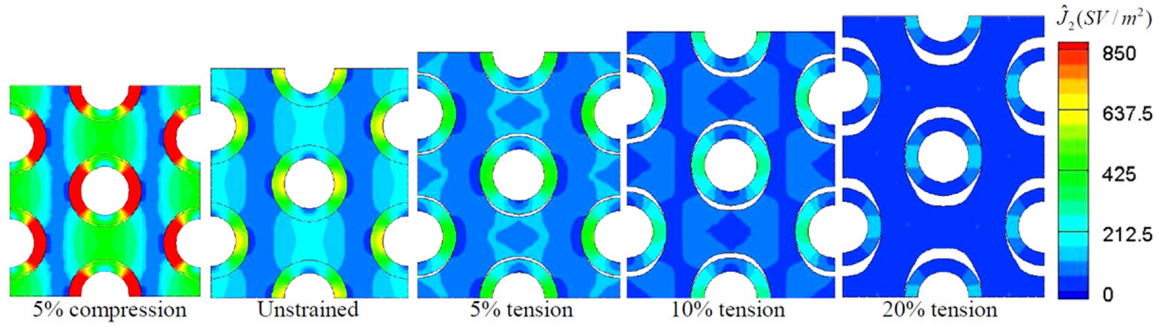 Ĵ₂(SV/m²)
850
637.5
425
212.5
0
5% compression
Unstrained
5% tension
10% tension
20% tension